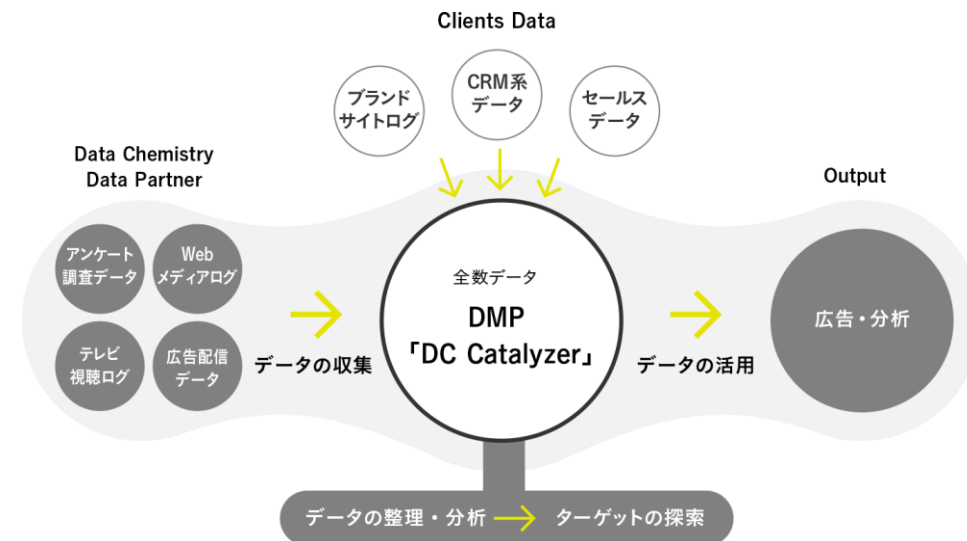 Clients Data
ブランド
サイトログ
CRM系
データ
セールス
データ
Data Chemistry
Data Partner
アンケート
調査データ
Web
メディアログ
テレビ
視聴ログ
広告配信
データ
データの収集
全数データ
DMP
「DC Catalyzer」
データの活用
Output
広告・分析
データの整理・分析
ターゲットの探索